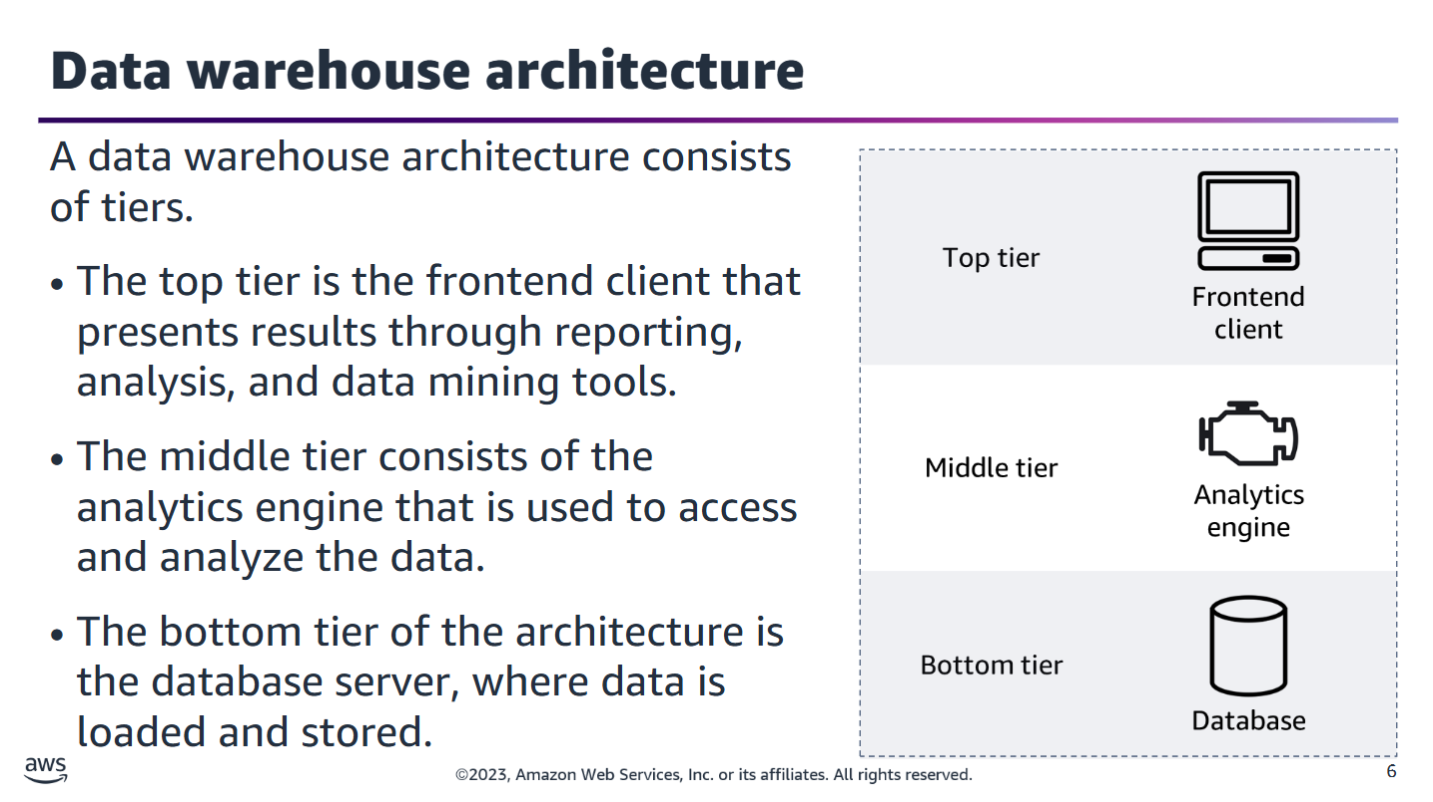 Data warehouse architecture
A data warehouse architecture consists
of tiers.
• The top tier is the frontend client that
presents results through reporting,
analysis, and data mining tools.
• The middle tier consists of the
analytics engine that is used to access
and analyze the data.
• The bottom tier of the architecture is
the database server, where data is
loaded and stored.
Top tier
Frontend
client
Middle tier
Analytics
engine
Bottom tier
Database
aws
©2023, Amazon Web Services, Inc. or its affiliates. All rights reserved.
6